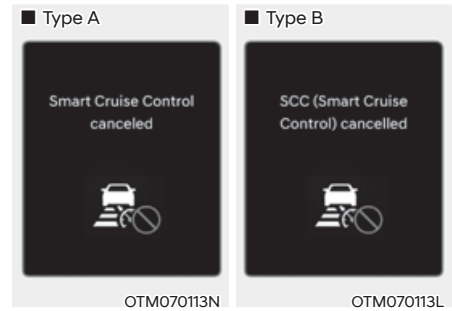 ■ Type A
Smart Cruise Control
canceled
OTM070113N
■ Type B
SCC (Smart Cruise
Control) cancelled
OTM070113L